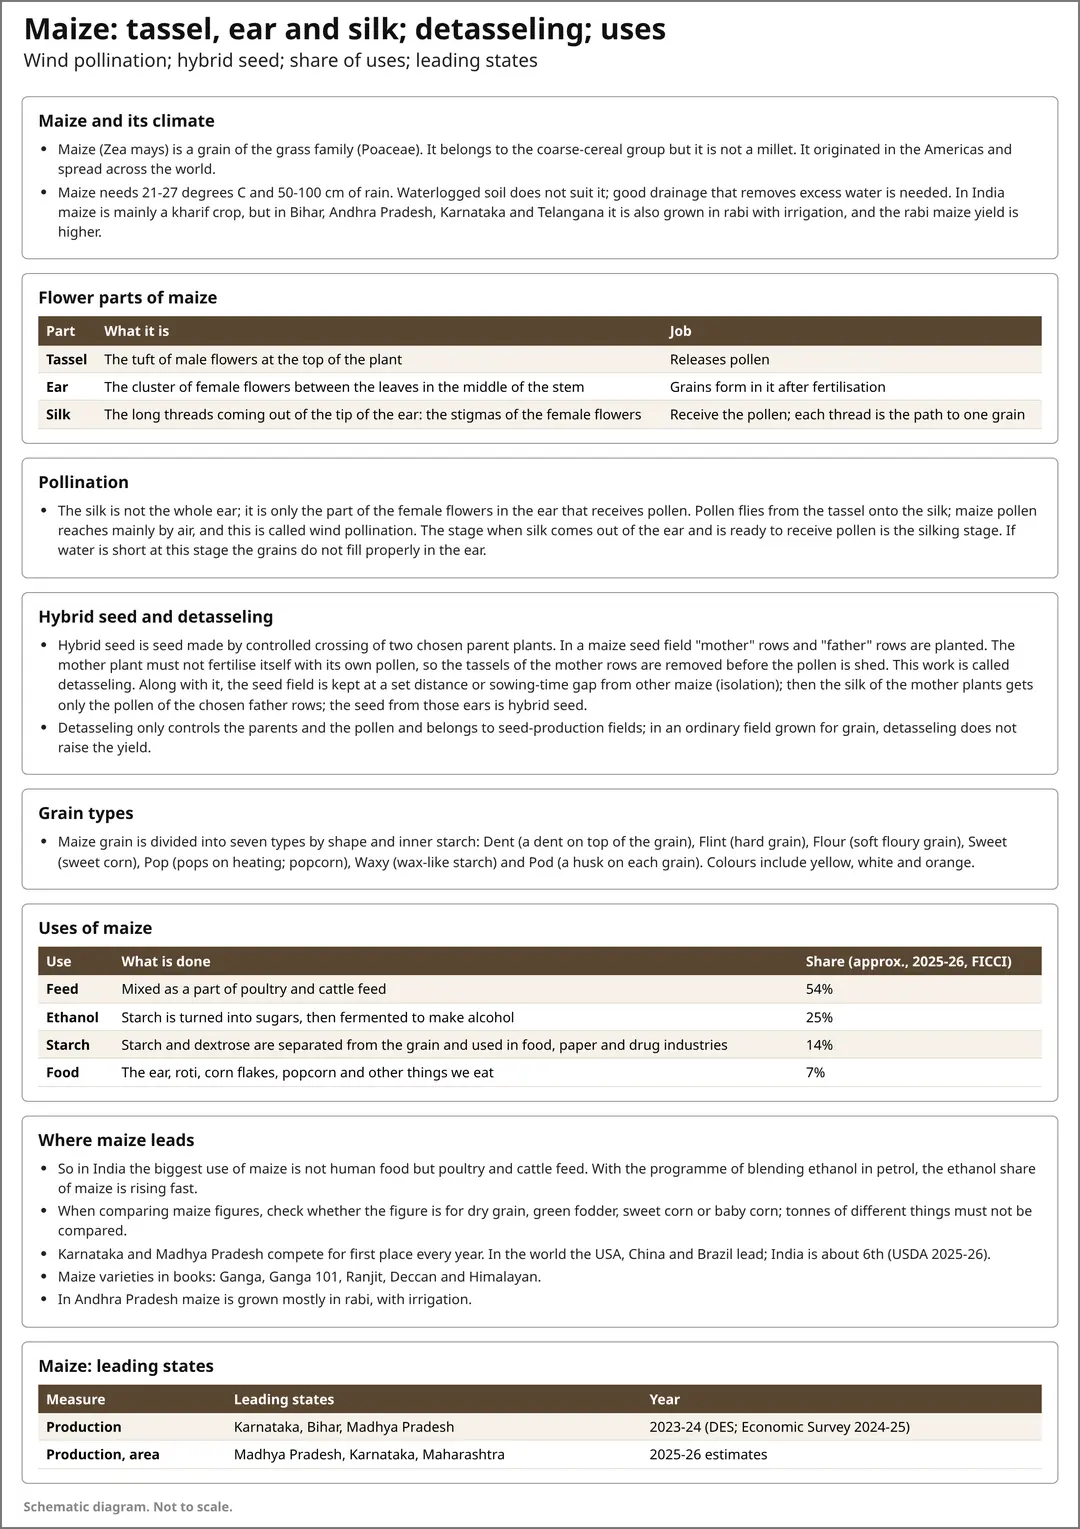 Maize: tassel, ear and silk; detasseling; uses
Wind pollination; hybrid seed; share of uses; leading states
Maize and its climate
• Maize (Zea mays) is a grain of the grass family (Poaceae). It belongs to the coarse-cereal group but it is not a millet. It originated in the Americas and
spread across the world.
• Maize needs 21-27 degrees C and 50-100 cm of rain. Waterlogged soil does not suit it; good drainage that removes excess water is needed. In India
maize is mainly a kharif crop, but in Bihar, Andhra Pradesh, Karnataka and Telangana it is also grown in rabi with irrigation, and the rabi maize yield is
higher.
Flower parts of maize
Part What it is Job
Tassel The tuft of male flowers at the top of the plant Releases pollen
Ear The cluster of female flowers between the leaves in the middle of the stem Grains form in it after fertilisation
Silk The long threads coming out of the tip of the ear: the stigmas of the female flowers Receive the pollen; each thread is the path to one grain
Pollination
• The silk is not the whole ear; it is only the part of the female flowers in the ear that receives pollen. Pollen flies from the tassel onto the silk; maize pollen
reaches mainly by air, and this is called wind pollination. The stage when silk comes out of the ear and is ready to receive pollen is the silking stage. If
water is short at this stage the grains do not fill properly in the ear.
Hybrid seed and detasseling
• Hybrid seed is seed made by controlled crossing of two chosen parent plants. In a maize seed field "mother" rows and "father" rows are planted. The
mother plant must not fertilise itself with its own pollen, so the tassels of the mother rows are removed before the pollen is shed. This work is called
detasseling. Along with it, the seed field is kept at a set distance or sowing-time gap from other maize (isolation); then the silk of the mother plants gets
only the pollen of the chosen father rows; the seed from those ears is hybrid seed.
• Detasseling only controls the parents and the pollen and belongs to seed-production fields; in an ordinary field grown for grain, detasseling does not
raise the yield.
Grain types
• Maize grain is divided into seven types by shape and inner starch: Dent (a dent on top of the grain), Flint (hard grain), Flour (soft floury grain), Sweet
(sweet corn), Pop (pops on heating; popcorn), Waxy (wax-like starch) and Pod (a husk on each grain). Colours include yellow, white and orange.
Uses of maize
Use What is done Share (approx., 2025-26, FICCI)
Feed Mixed as a part of poultry and cattle feed 54%
Ethanol Starch is turned into sugars, then fermented to make alcohol 25%
Starch Starch and dextrose are separated from the grain and used in food, paper and drug industries 14%
Food The ear, roti, corn flakes, popcorn and other things we eat 7%
Where maize leads
• So in India the biggest use of maize is not human food but poultry and cattle feed. With the programme of blending ethanol in petrol, the ethanol share
of maize is rising fast.
• When comparing maize figures, check whether the figure is for dry grain, green fodder, sweet corn or baby corn; tonnes of different things must not be
compared.
• Karnataka and Madhya Pradesh compete for first place every year. In the world the USA, China and Brazil lead; India is about 6th (USDA 2025-26).
• Maize varieties in books: Ganga, Ganga 101, Ranjit, Deccan and Himalayan.
• In Andhra Pradesh maize is grown mostly in rabi, with irrigation.
Maize: leading states
Measure Leading states Year
Production Karnataka, Bihar, Madhya Pradesh 2023-24 (DES; Economic Survey 2024-25)
Production, area Madhya Pradesh, Karnataka, Maharashtra 2025-26 estimates
Schematic diagram. Not to scale.